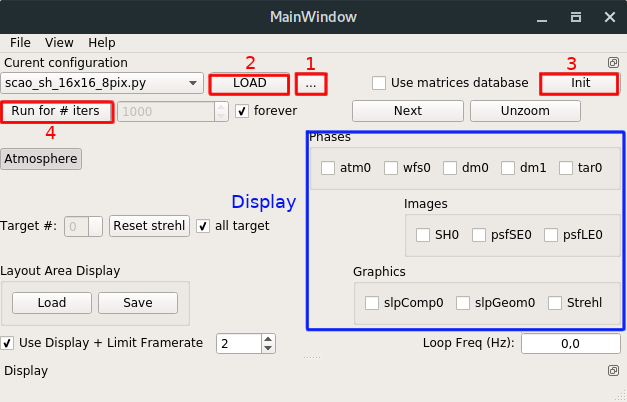 MainWindow
File View Help
Curent configuration
2 1 3
scao_sh_16x16_8pix.py LOAD ... Use matrices database Init
Run for # iters 1000 forever Next Unzoom
4
Phases
Atmosphere
atm0 wfs0 dm0 dm1 tar0
Display
Images
Target #: 0 Reset strehl all target
SH0 psfSE0 psfLE0
Layout Area Display
Graphics
Load Save
slpComp0 slpGeom0 Strehl
Use Display + Limit Framerate 2 Loop Freq (Hz): 0,0
Display